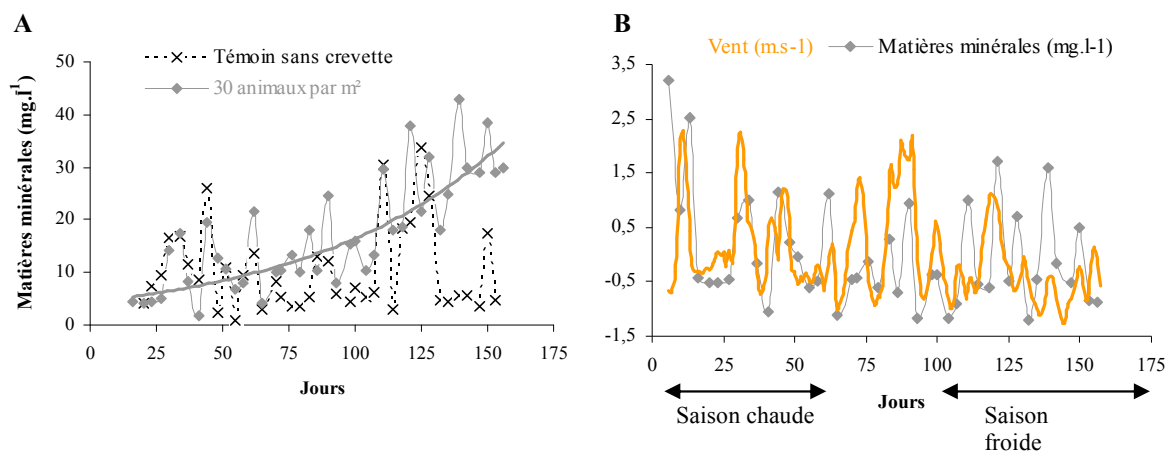 A
Témoin sans crevette
30 animaux par m²
Matières minérales (mg.l¹)
50
40
30
20
10
0
0 25 50 75 100 125 150 175
Jours
B
Vent (m.s-1) Matières minérales (mg.l-1)
3,5
2,5
1,5
0,5
-0,5
-1,5
0 25 50 75 100 125 150 175
Jours
Saison chaude
Saison
froide